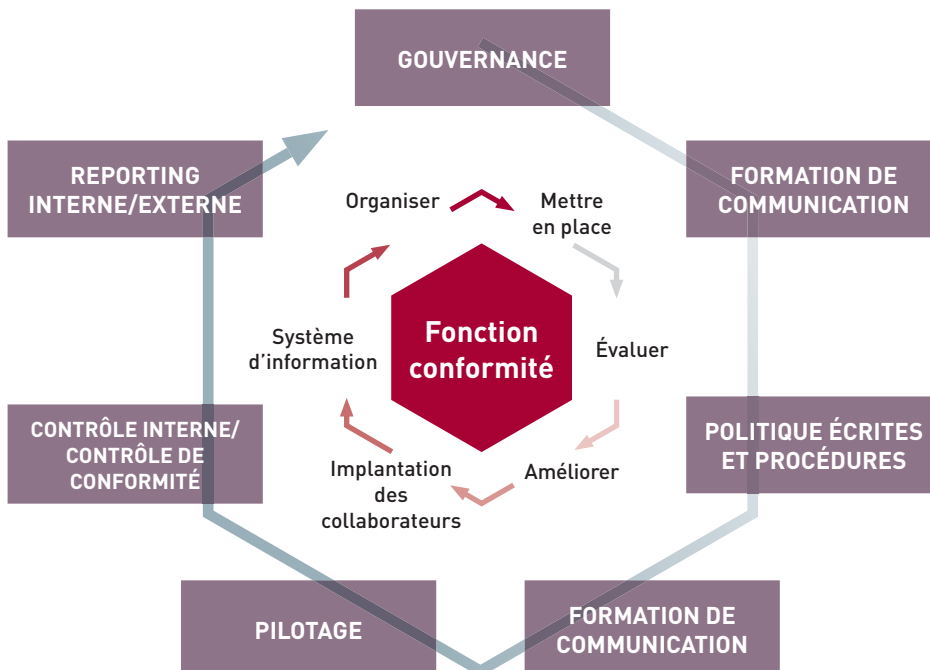 GOUVERNANCE
REPORTING
INTERNE/EXTERNE
FORMATION DE
COMMUNICATION
Organiser
Mettre
en place
Système
d'information
Fonction
conformité
Évaluer
CONTRÔLE INTERNE/
CONTRÔLE DE
CONFORMITÉ
POLITIQUE ÉCRITES
ET PROCÉDURES
Implantation
des
collaborateurs
Améliorer
PILOTAGE
FORMATION DE
COMMUNICATION